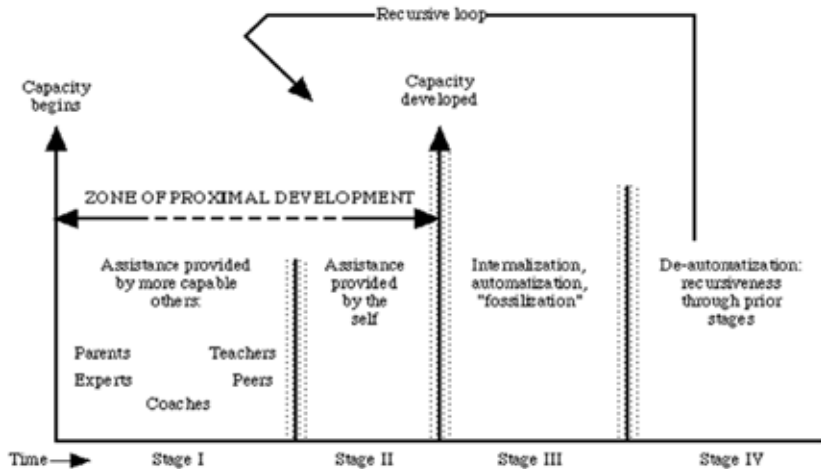 Recursive loop
Capacity
begins
Capacity
developed
ZONE OF PROXIMAL DEVELOPMENT
Assistance provided
by more capable
others:
Parents
Teachers
Experts
Peers
Coaches
Assistance
provided
by the
self
Internalization,
automatization,
"fossilization"
De-automatization:
recursiveness
through prior
stages
Time
Stage I
Stage II
Stage III
Stage IV